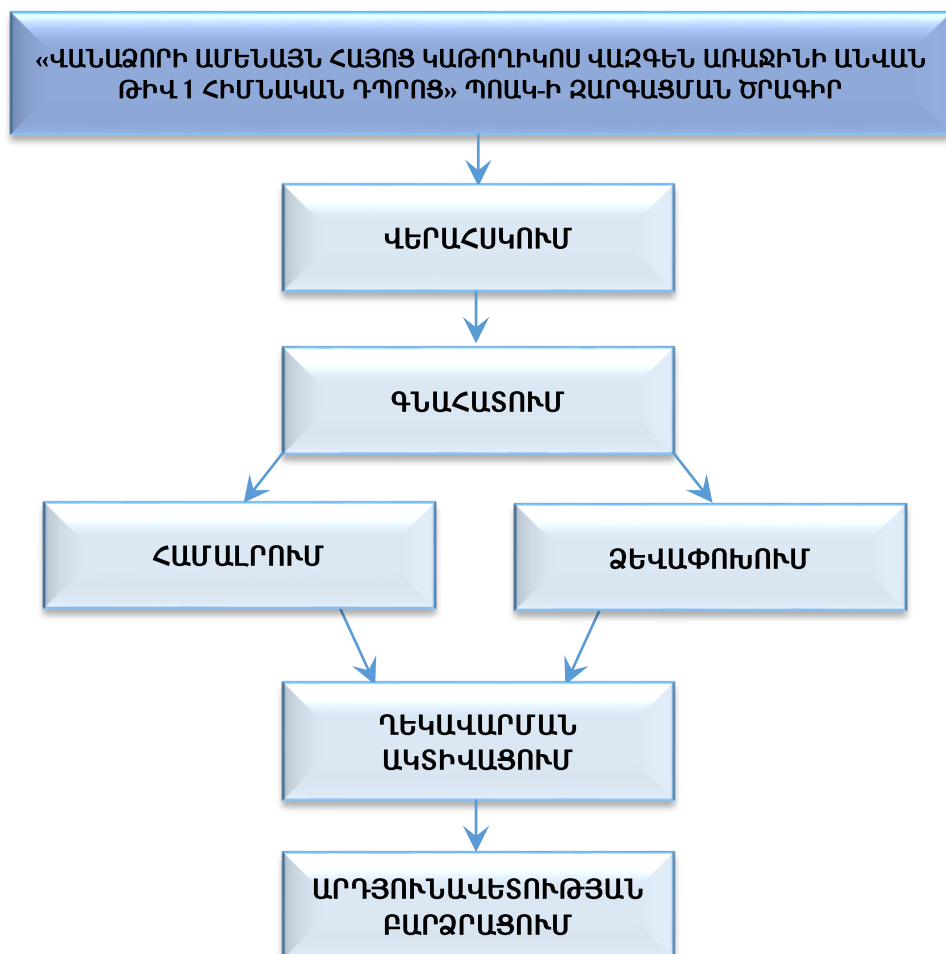 «ՎԱՆԱՁՈՐԻ ԱՄԵՆԱՅՆ ՀԱՅՈՑ ԿԱԹՈՂԻԿՈՍ ՎԱԶԳԵՆ ԱՌԱՋԻՆԻ ԱՆՎԱՆ
ԹԻՎ 1 ՀԻՄՆԱԿԱՆ ԴՊՐՈՑ» ՊՈԱԿ-Ի ԶԱՐԳԱՑՄԱՆ ԾՐԱԳԻՐ
ՎԵՐԱՀՍԿՈՒՄ
ԳՆԱՀԱՏՈՒՄ
ՀԱՄԱԼՐՈՒՄ
ՁԵՎԱՓՈԽՈՒՄ
ՂԵԿԱՎԱՐՄԱՆ
ԱԿՏԻՎԱՑՈՒՄ
ԱՐԴՅՈՒՆԱՎԵՏՈՒԹՅԱՆ
ԲԱՐՁՐԱՑՈՒՄ